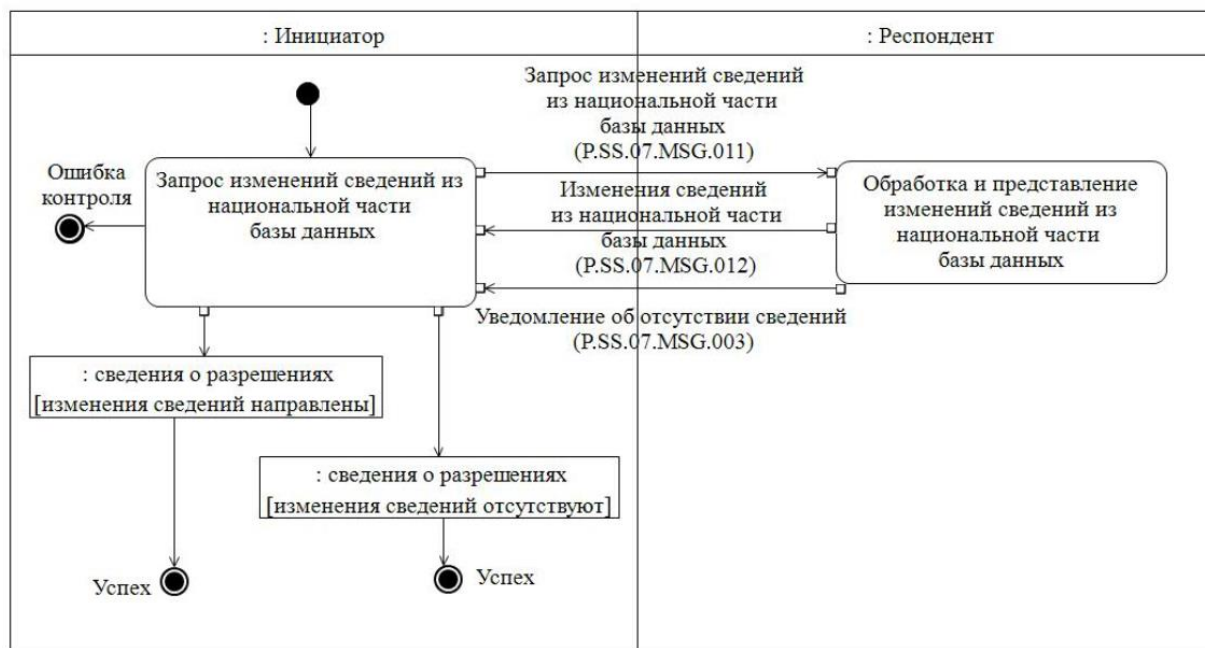 : Инициатор
: Респондент
Запрос изменений сведений
из национальной части
базы данных
(P.SS.07.MSG.011)
Ошибка
контроля
Запрос изменений сведений из
национальной части
базы данных
Изменения сведений
из национальной части
базы данных
(P.SS.07.MSG.012)
Обработка и представление
изменений сведений из
национальной части
базы данных
Уведомление об отсутствии сведений
(P.SS.07.MSG.003)
: сведения о разрешениях
[изменения сведений направлены]
: сведения о разрешениях
[изменения сведений отсутствуют]
Успех
Успех